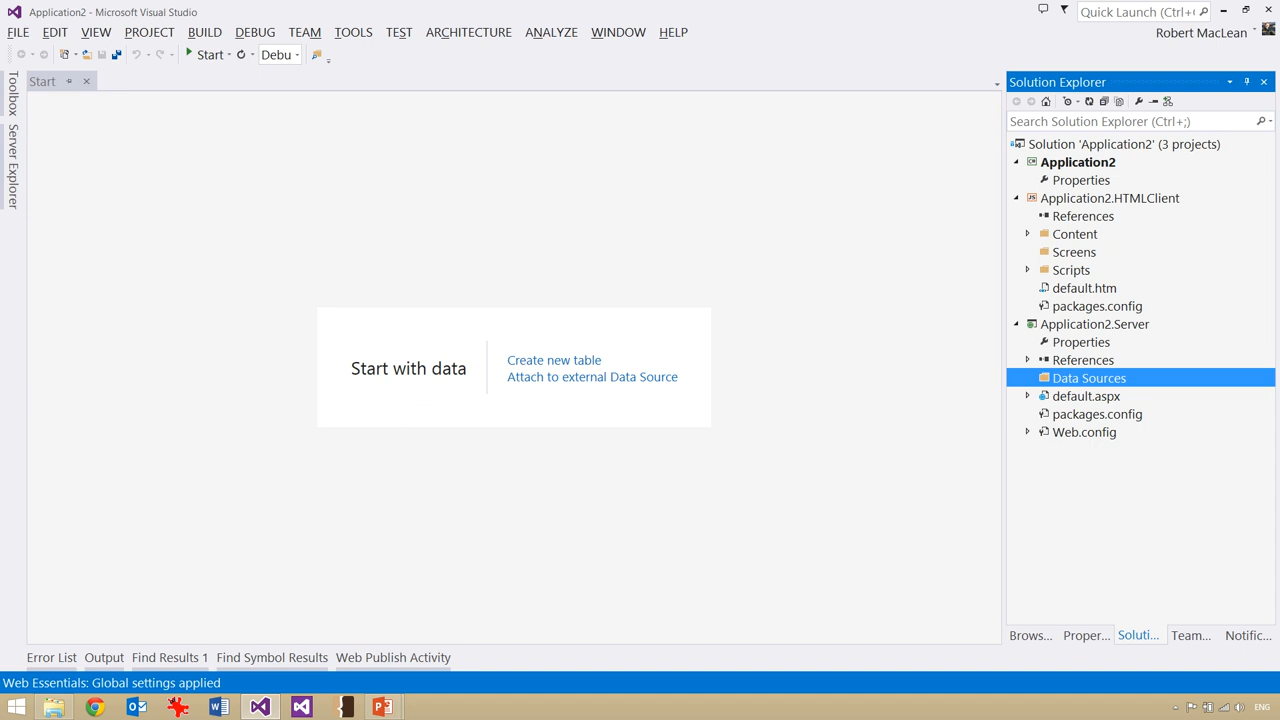 Application2 - Microsoft Visual Studio
Quick Launch (Ctrl+
FILE EDIT VIEW PROJECT BUILD DEBUG TEAM TOOLS TEST ARCHITECTURE ANALYZE WINDOW HELP
Robert MacLean
Start
Debu
Toolbox
Server Explorer
Start
Solution Explorer
Search Solution Explorer (Ctrl+;)
Solution 'Application2' (3 projects)
Application2
Properties
Application2.HTMLClient
References
Content
Screens
Scripts
default.htm
packages.config
Application2.Server
Properties
References
Data Sources
default.aspx
packages.config
Web.config
Start with data
Create new table
Attach to external Data Source
Brows... Proper... Soluti... Team... Notific...
Error List Output Find Results 1 Find Symbol Results Web Publish Activity
Web Essentials: Global settings applied
ENG